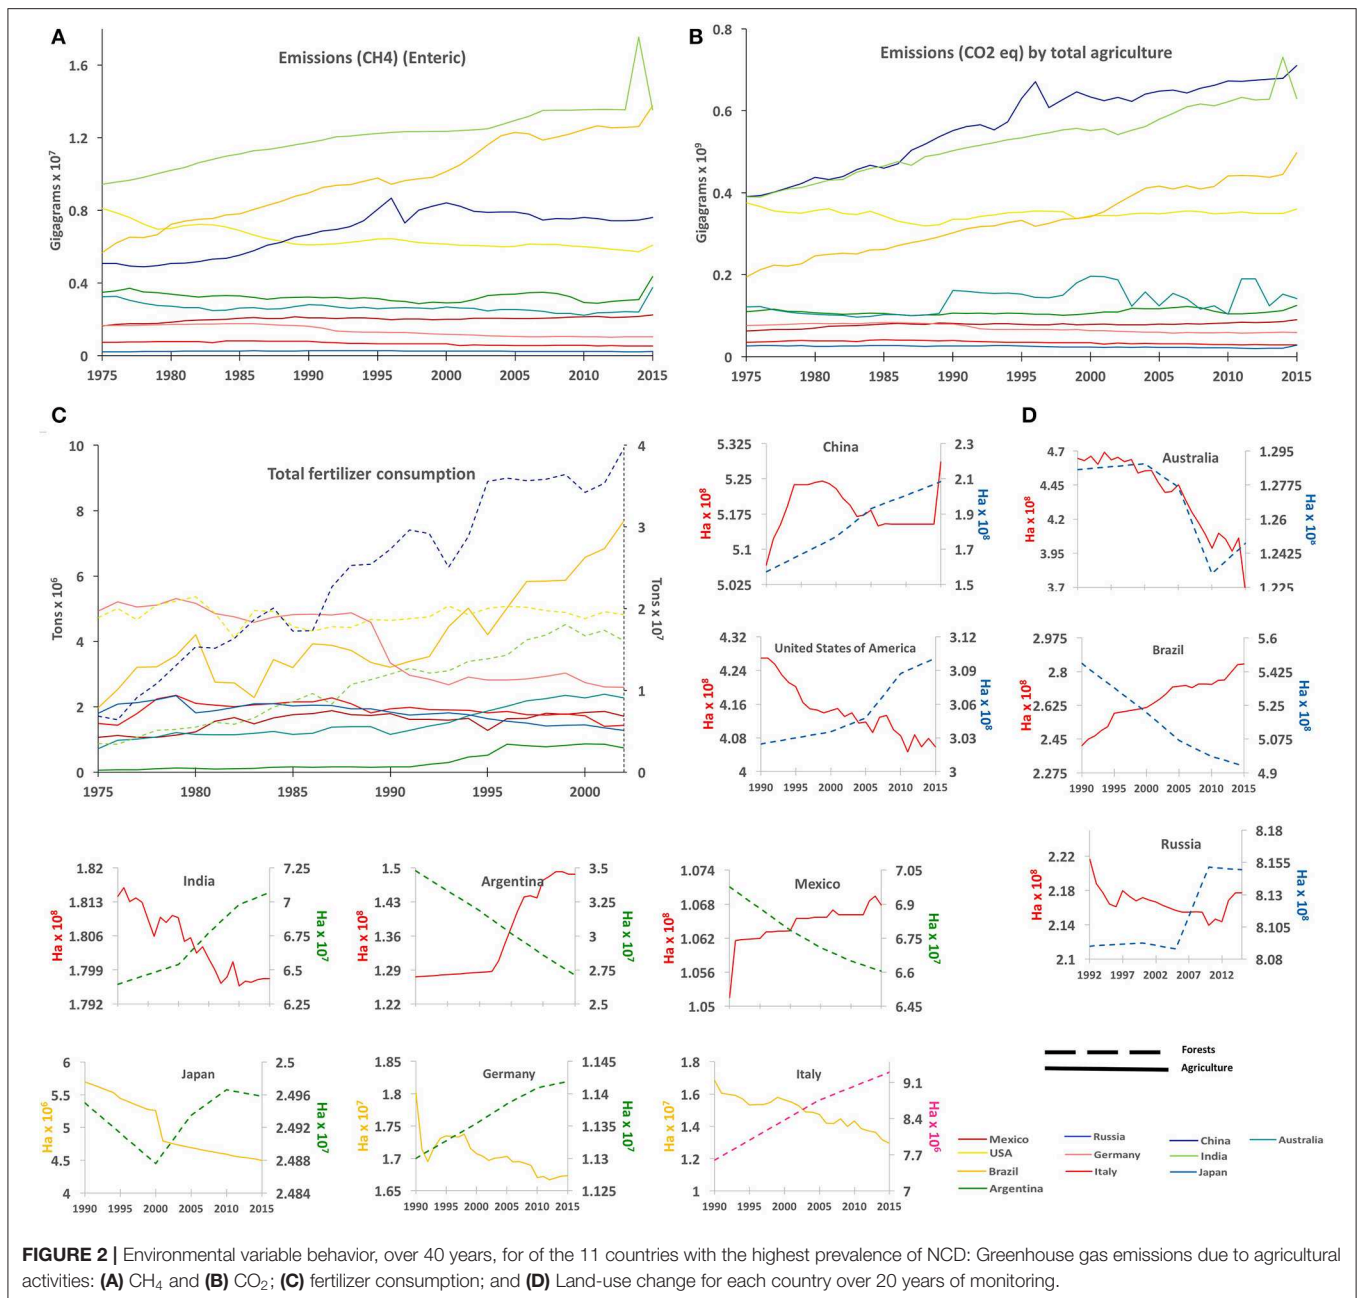 A
Emissions (CH4) (Enteric)
Gigagrams x 10⁷
1.6
1.2
0.8
0.4
0
1975 1980 1985 1990 1995 2000 2005 2010 2015
B
Emissions (CO2 eq) by total agriculture
Gigagrams x 10⁹
0.8
0.6
0.4
0.2
0
1975 1980 1985 1990 1995 2000 2005 2010 2015
C
Total fertilizer consumption
Tons x 10⁶
10
8
6
4
2
0
4
3
2
1
0
Tons x 10⁷
1975 1980 1985 1990 1995 2000
D
China
Ha x 10⁸
5.325
5.25
5.175
5.1
5.025
2.3
2.1
1.9
1.7
1.5
Ha x 10⁸
Australia
Ha x 10⁸
4.7
4.45
4.2
3.95
3.7
1.295
1.2775
1.26
1.2425
1.225
Ha x 10⁸
United States of America
Ha x 10⁸
4.32
4.24
4.16
4.08
4
3.12
3.09
3.06
3.03
3
Ha x 10⁸
1990 1995 2000 2005 2010 2015
Brazil
Ha x 10⁸
2.975
2.8
2.625
2.45
2.275
5.6
5.425
5.25
5.075
4.9
Ha x 10⁸
1990 1995 2000 2005 2010 2015
India
Ha x 10⁸
1.82
1.813
1.806
1.799
1.792
7.25
7
6.75
6.5
6.25
Ha x 10⁷
Argentina
Ha x 10⁸
1.5
1.43
1.36
1.29
1.22
3.5
3.25
3
2.75
2.5
Ha x 10⁷
Mexico
Ha x 10⁸
1.074
1.068
1.062
1.056
1.05
7.05
6.9
6.75
6.6
6.45
Ha x 10⁷
Russia
Ha x 10⁸
2.22
2.18
2.14
2.1
8.18
8.155
8.13
8.105
8.08
Ha x 10⁸
1992 1997 2002 2007 2012
Japan
Ha x 10⁶
6
5.5
5
4.5
4
2.5
2.496
2.492
2.488
2.484
Ha x 10⁷
1990 1995 2000 2005 2010 2015
Germany
Ha x 10⁷
1.85
1.8
1.75
1.7
1.65
1.145
1.14
1.135
1.13
1.125
Ha x 10⁷
1990 1995 2000 2005 2010 2015
Italy
Ha x 10⁷
1.8
1.6
1.4
1.2
1
9.1
8.4
7.7
7
Ha x 10⁶
1990 1995 2000 2005 2010 2015
Forests
Agriculture
Mexico Russia China Australia
USA Germany India
Brazil Italy Japan
Argentina
FIGURE 2 | Environmental variable behavior, over 40 years, for of the 11 countries with the highest prevalence of NCD: Greenhouse gas emissions due to agricultural
activities: (A) CH₄ and (B) CO₂; (C) fertilizer consumption; and (D) Land-use change for each country over 20 years of monitoring.